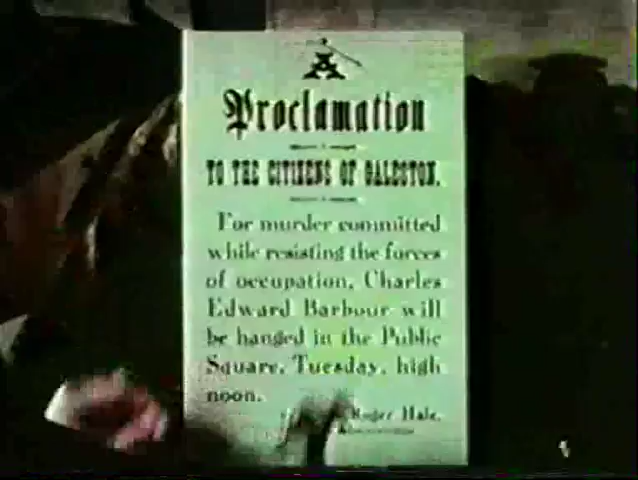 A
Proclamation
TO THE CITIZENS OF GALESTON.
For murder committed
while resisting the forces
of occupation, Charles
Edward Barbour will
be hanged in the Public
Square, Tuesday, high
noon.
Roger Hale,